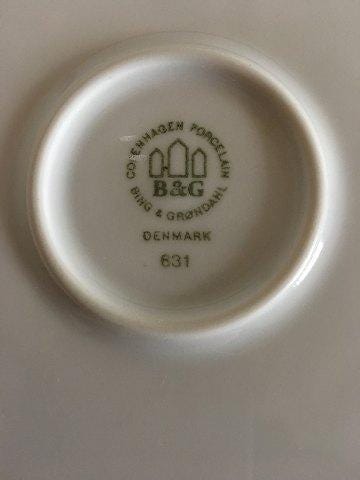 COPENHAGEN PORCELAIN
B&G
BING & GRØNDAHL
DENMARK
631